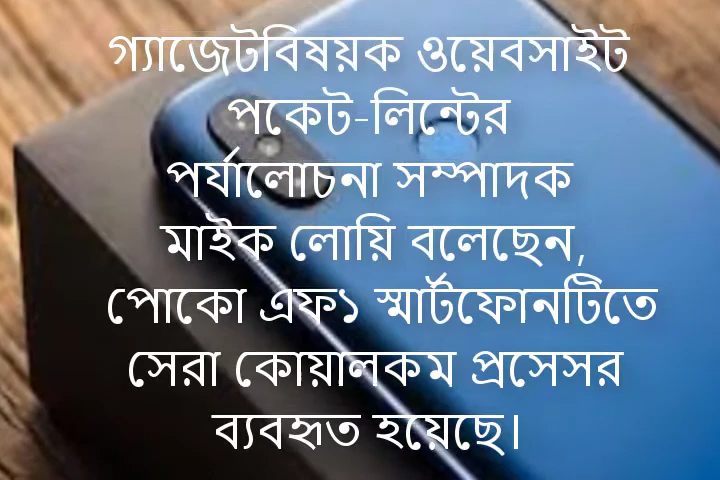 গ্যাজেটবিষয়ক ওয়েবসাইট
পকেট-লিন্টের
পর্যালোচনা সম্পাদক
মাইক লোয়ি বলেছেন,
পোকো এফ১ স্মার্টফোনটিতে
সেরা কোয়ালকম প্রসেসর
ব্যবহৃত হয়েছে।